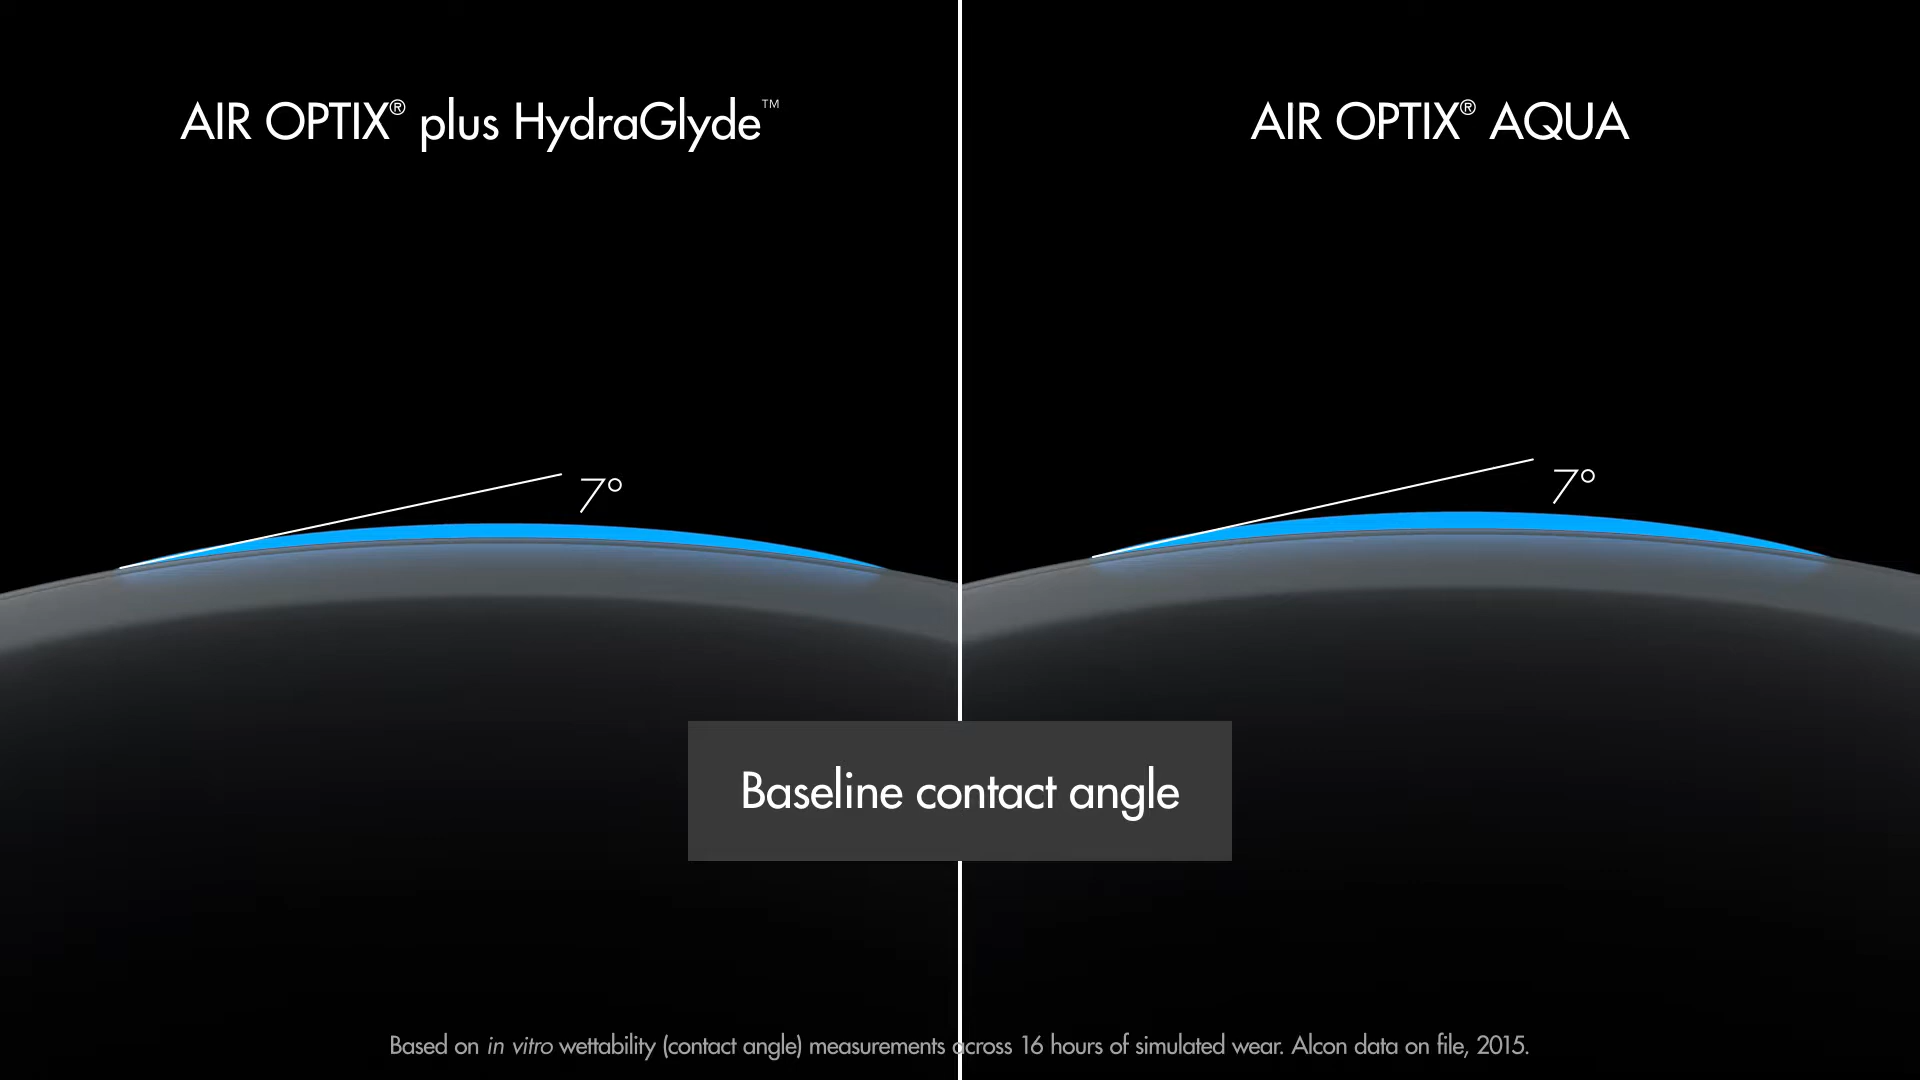 AIR OPTIX® plus HydraGlyde™
AIR OPTIX® AQUA
7°
7°
Baseline contact angle
Based on in vitro wettability (contact angle) measurements across 16 hours of simulated wear. Alcon data on file, 2015.